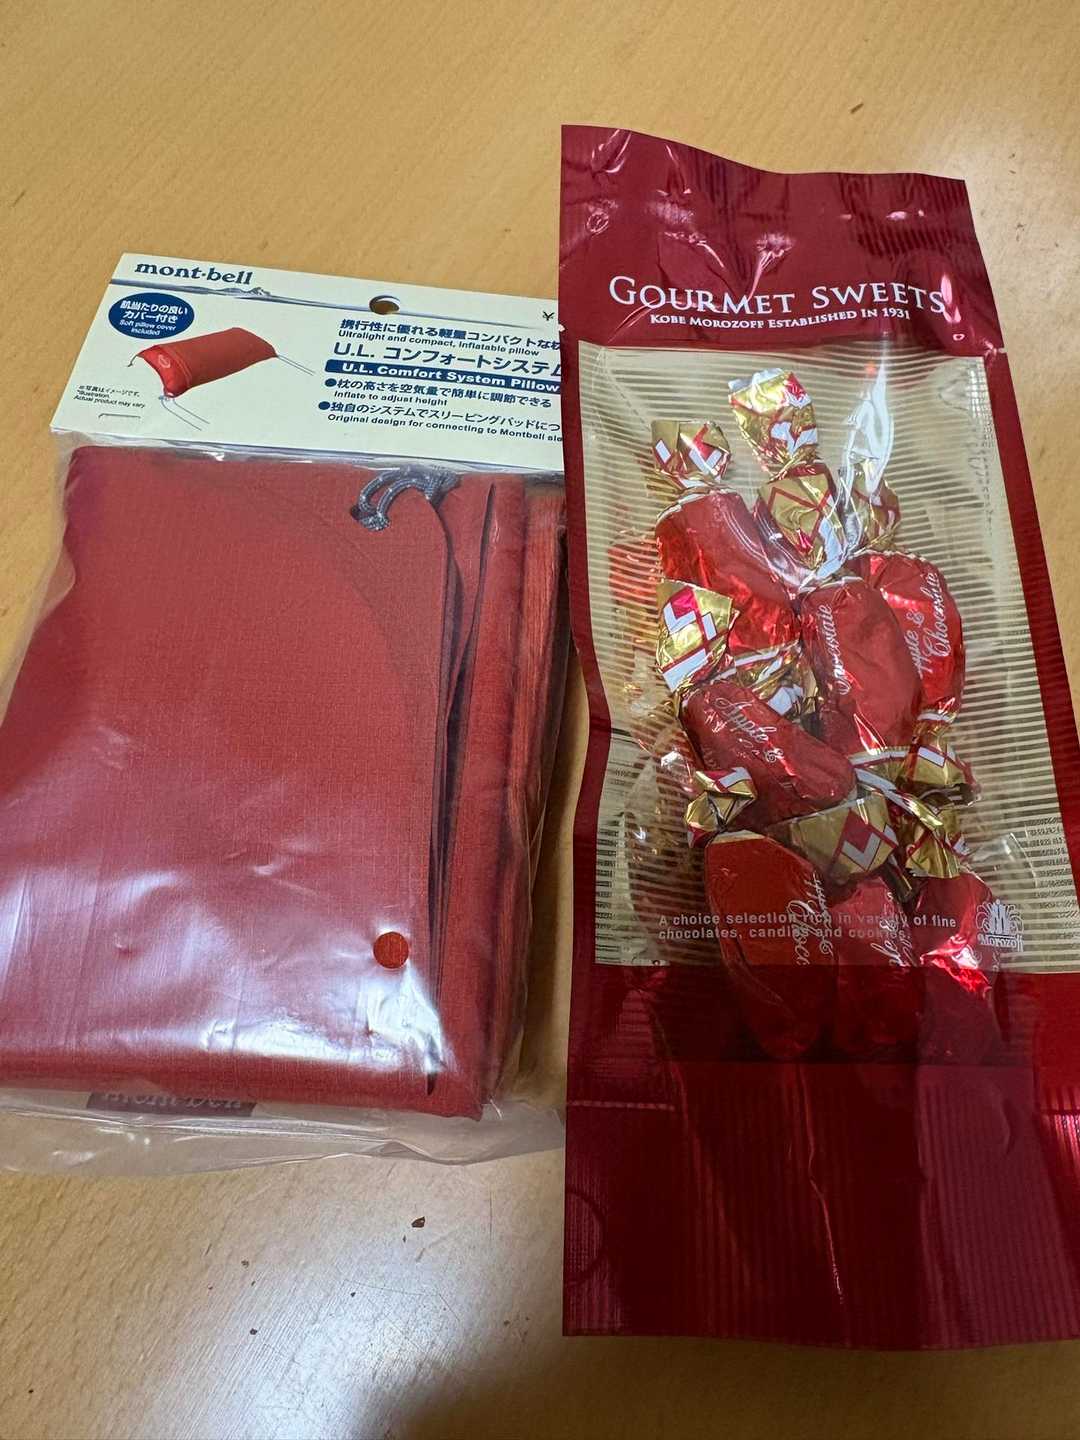 mont-bell
肌当たりの良い
カバー付き
Soft pillow cover
included
※写真はイメージです。
*Illustration.
Actual product may vary
¥
携行性に優れる軽量コンパクトな枕
Ultralight and compact, inflatable pillow
U.L. コンフォートシステム
U.L. Comfort System Pillow
●枕の高さを空気量で簡単に調節できる
Inflate to adjust height
●独自のシステムでスリーピングパッドにつ
Original design for connecting to Montbell
mont-bell
GOURMET SWEETS
KOBE MOROZOFF ESTABLISHED IN 1931
Chocolate
Apple &
Chocolate
Apple &
A choice selection rich in variety of fine
chocolates, candies and cookies.
Morozoff